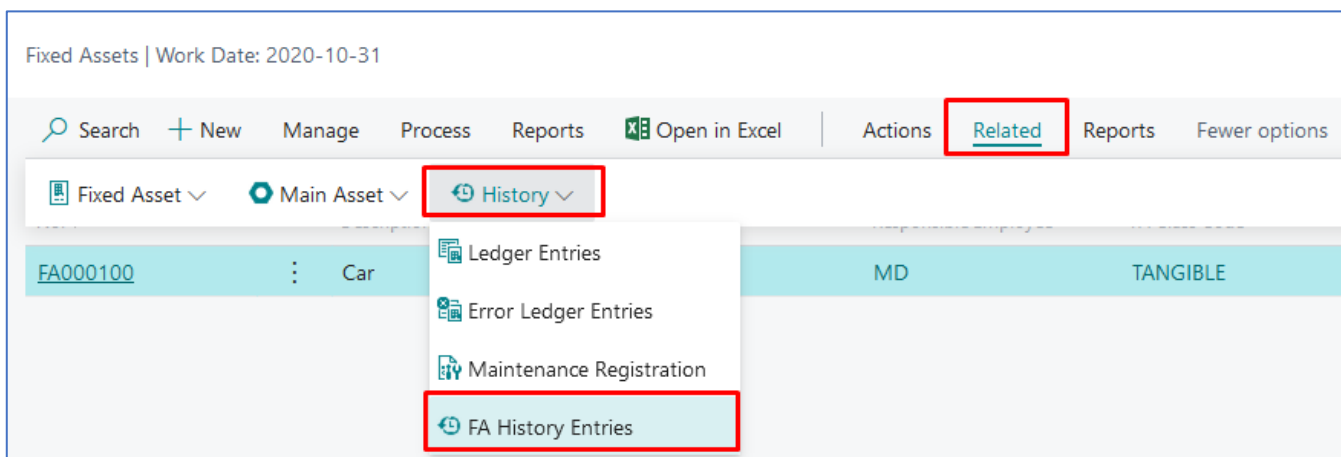 Fixed Assets | Work Date: 2020-10-31
Search + New Manage Process Reports Open in Excel Actions Related Reports Fewer options
Fixed Asset Main Asset History
Ledger Entries
FA000100 Car MD TANGIBLE
Error Ledger Entries
Maintenance Registration
FA History Entries